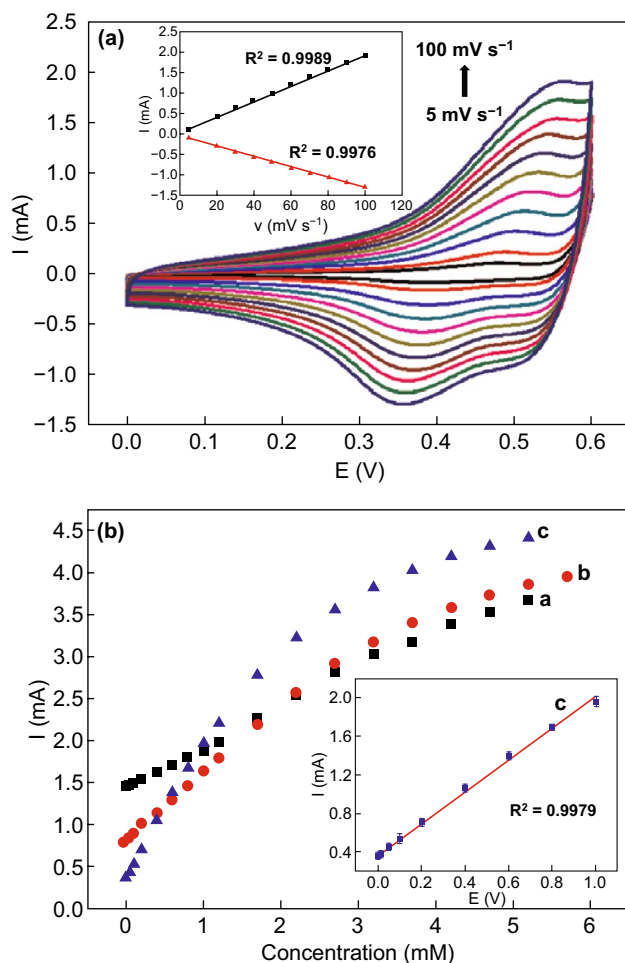 (a)
2.5
2.0
1.5
1.0
0.5
0.0
−0.5
−1.0
−1.5
I (mA)
0.0 0.1 0.2 0.3 0.4 0.5 0.6
E (V)
2.5
2.0
1.5
1.0
0.5
0.0
−0.5
−1.0
−1.5
I (mA)
R² = 0.9989
R² = 0.9976
0 20 40 60 80 100 120
v (mV s⁻¹)
100 mV s⁻¹
5 mV s⁻¹
(b)
4.5
4.0
3.5
3.0
2.5
2.0
1.5
1.0
0.5
0.0
I (mA)
c
b
a
0 1 2 3 4 5 6
Concentration (mM)
2.0
1.6
1.2
0.8
0.4
I (mA)
c
R² = 0.9979
0.0 0.2 0.4 0.6 0.8 1.0
E (V)